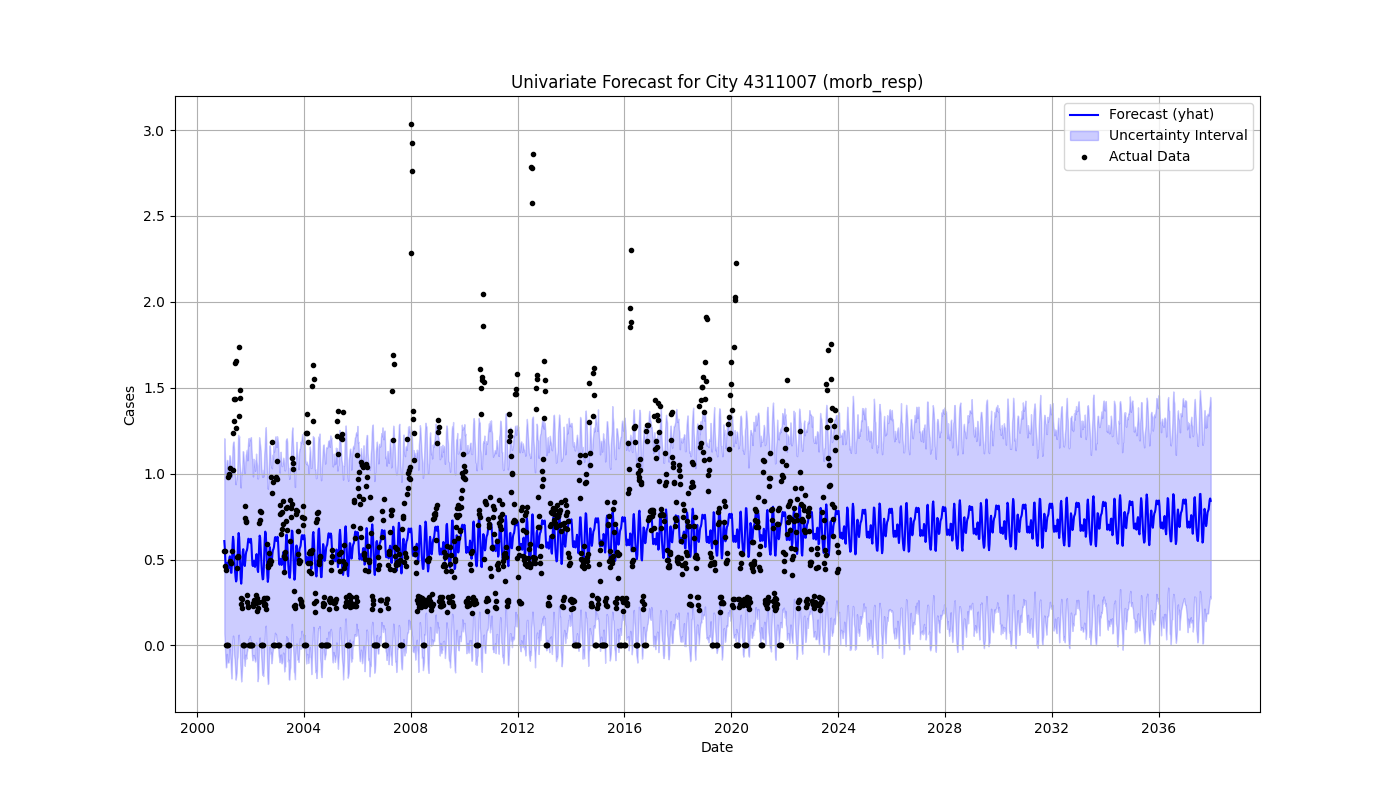 Univariate Forecast for City 4311007 (morb_resp)
Forecast (yhat)
Uncertainty Interval
Actual Data
Cases
3.0
2.5
2.0
1.5
1.0
0.5
0.0
2000 2004 2008 2012 2016 2020 2024 2028 2032 2036
Date